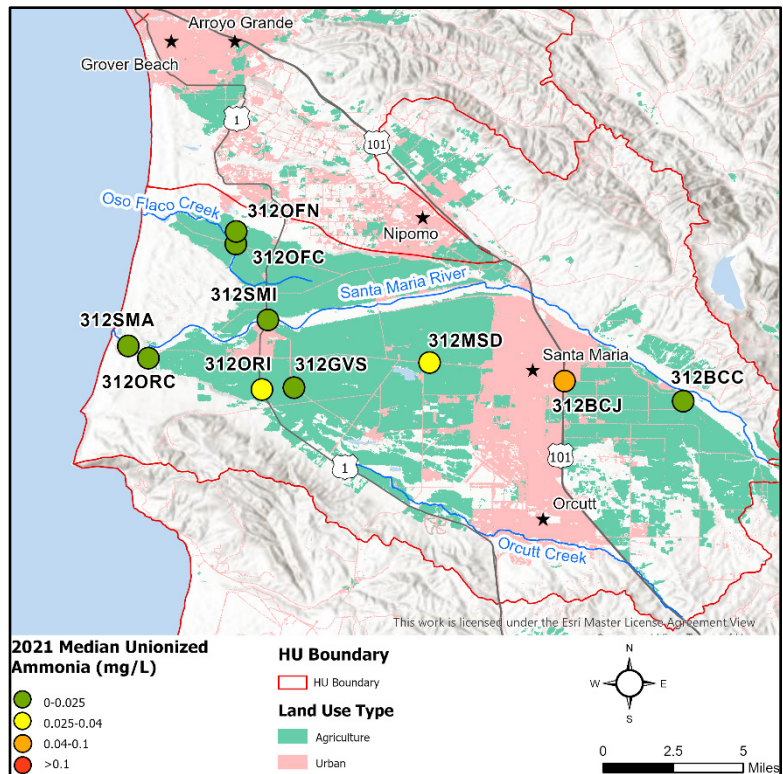 Arroyo Grande
Grover Beach
1
101
Oso Flaco Creek
312OFN
Nipomo
312OFC
312SMI
Santa Maria River
312SMA
312MSD
312ORI
312GVS
Santa Maria
312ORC
312BCC
312BCJ
1
101
Orcutt
Orcutt Creek
This work is licensed under the Esri Master License Agreement View
2021 Median Unionized
Ammonia (mg/L)
0-0.025
0.025-0.04
0.04-0.1
>0.1
HU Boundary
HU Boundary
Land Use Type
Agriculture
Urban
N
W
E
S
0 2.5 5
Miles